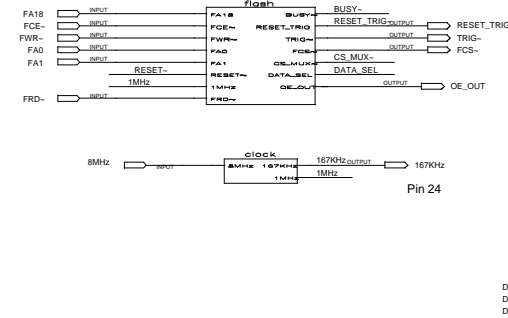 flash
FA18 INPUT FA18 BUSY~ BUSY~
FCE~ INPUT FCE~ RESET_TRIG RESET_TRIG~ OUTPUT RESET_TRIG
FWR~ INPUT FWR~ TRIG~ OUTPUT TRIG~
FA0 INPUT FA0 FCS~ OUTPUT FCS~
FA1 INPUT FA1 CS_MUX~ CS_MUX~
RESET~ RESET~ DATA_SEL DATA_SEL
1MHz 1MHz OE_OUT OUTPUT OE_OUT
FRD~ INPUT FRD~
clock
8MHz INPUT 8MHz 167KHz 167KHz OUTPUT 167KHz
1MHz 1MHz
Pin 24
D
D
D